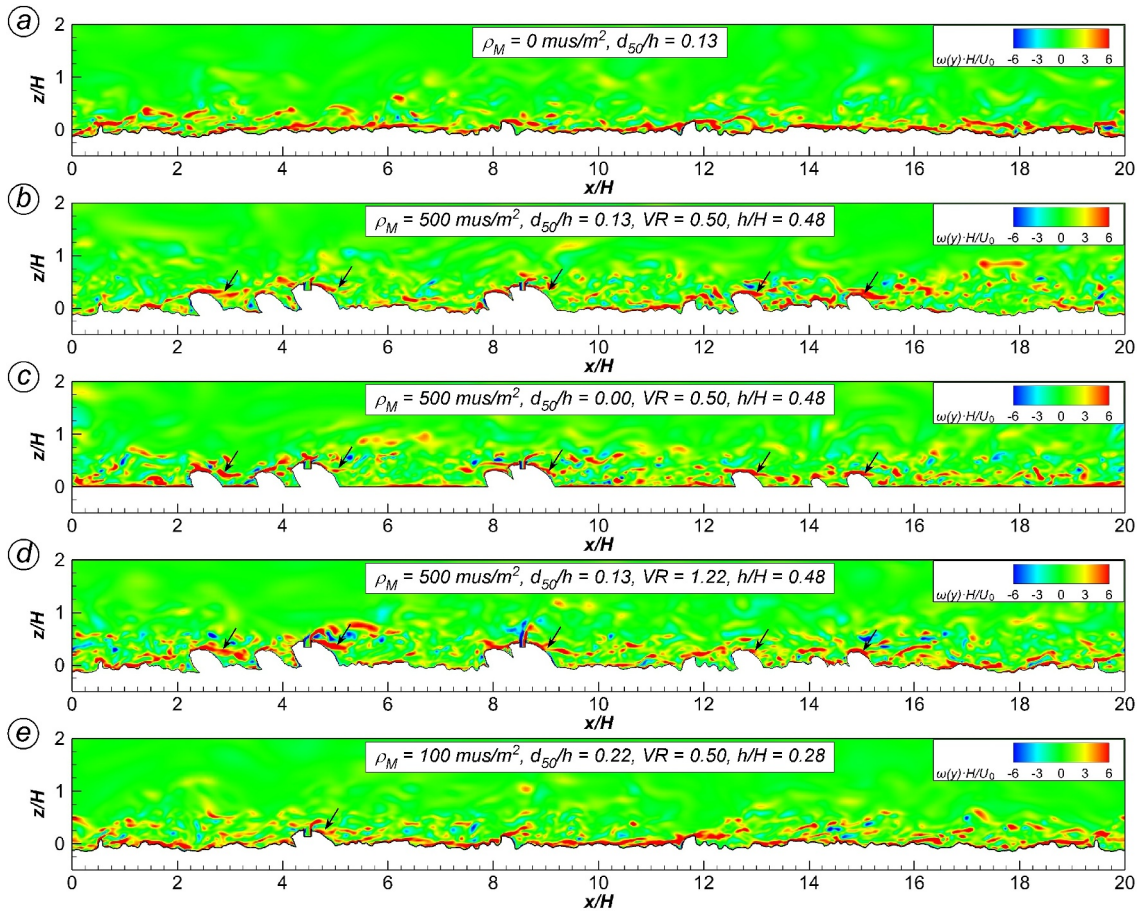 a
ρM = 0 mus/m², d50/h = 0.13
ω(y)·H/U0 -6 -3 0 3 6
z/H
2
1
0
0 2 4 6 8 10 12 14 16 18 20
x/H
b
ρM = 500 mus/m², d50/h = 0.13, VR = 0.50, h/H = 0.48
ω(y)·H/U0 -6 -3 0 3 6
z/H
2
1
0
0 2 4 6 8 10 12 14 16 18 20
x/H
c
ρM = 500 mus/m², d50/h = 0.00, VR = 0.50, h/H = 0.48
ω(y)·H/U0 -6 -3 0 3 6
z/H
2
1
0
0 2 4 6 8 10 12 14 16 18 20
x/H
d
ρM = 500 mus/m², d50/h = 0.13, VR = 1.22, h/H = 0.48
ω(y)·H/U0 -6 -3 0 3 6
z/H
2
1
0
0 2 4 6 8 10 12 14 16 18 20
x/H
e
ρM = 100 mus/m², d50/h = 0.22, VR = 0.50, h/H = 0.28
ω(y)·H/U0 -6 -3 0 3 6
z/H
2
1
0
0 2 4 6 8 10 12 14 16 18 20
x/H